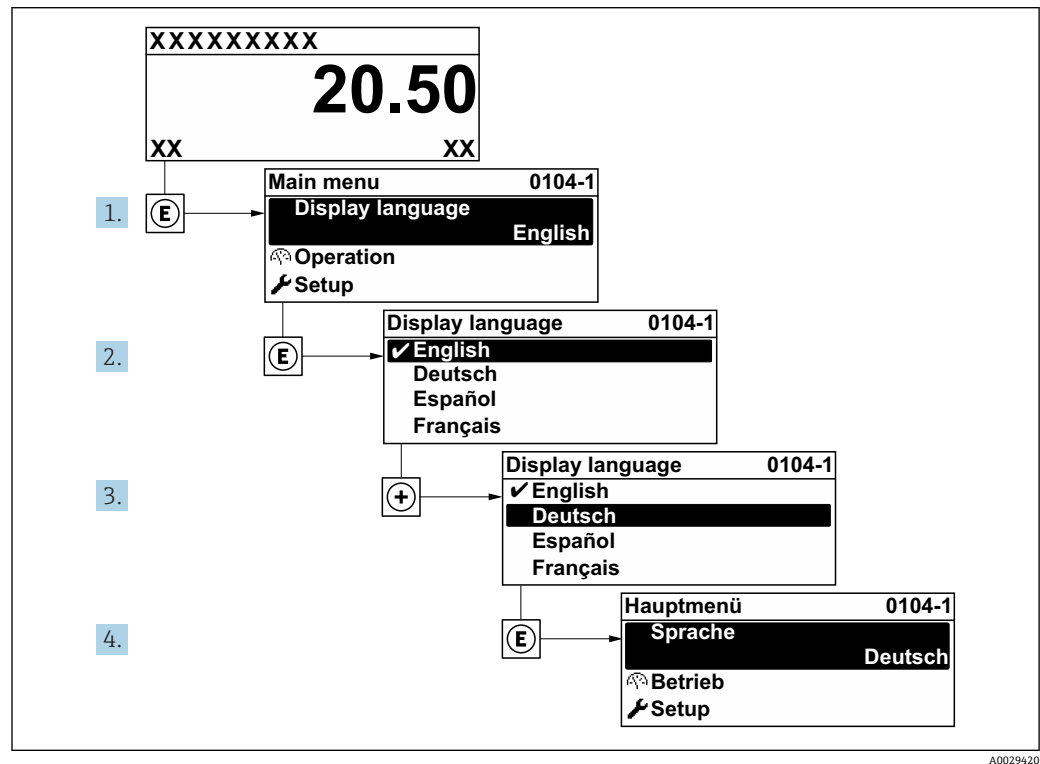 XXXXXXXXX
20.50
XX XX
1.
E
Main menu 0104-1
Display language
English
Operation
Setup
2.
E
Display language 0104-1
✔English
Deutsch
Español
Français
3.
+
Display language 0104-1
✔English
Deutsch
Español
Français
4.
E
Hauptmenü 0104-1
Sprache
Deutsch
Betrieb
Setup
A0029420